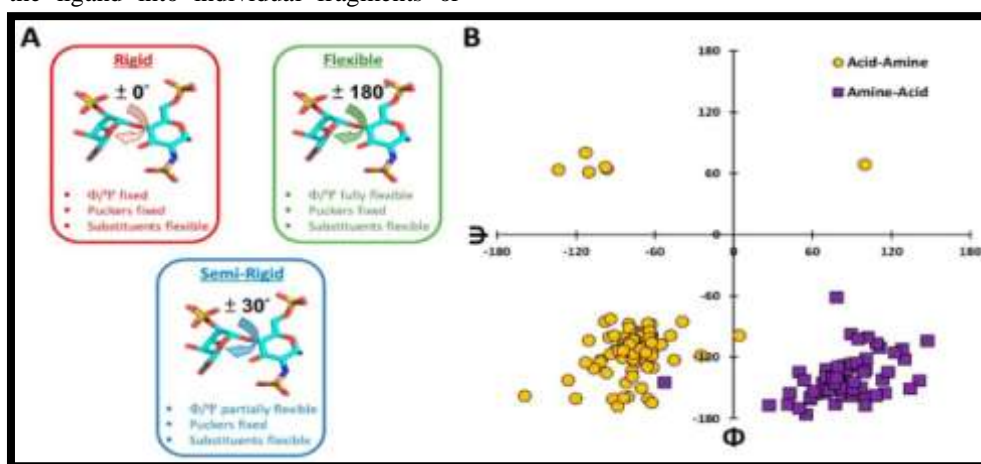 the ligand into individual fragments of
A
Rigid
± 0°
• Φ/Ψ fixed
• Puckers fixed
• Substituents flexible
Flexible
± 180°
• Φ/Ψ fully flexible
• Puckers fixed
• Substituents flexible
Semi-Rigid
± 30°
• Φ/Ψ partially flexible
• Puckers fixed
• Substituents flexible
B
180
Acid-Amine
Amine-Acid
120
60
Ψ
0
-180 -120 -60 0 60 120 180
-60
-120
-180
Φ